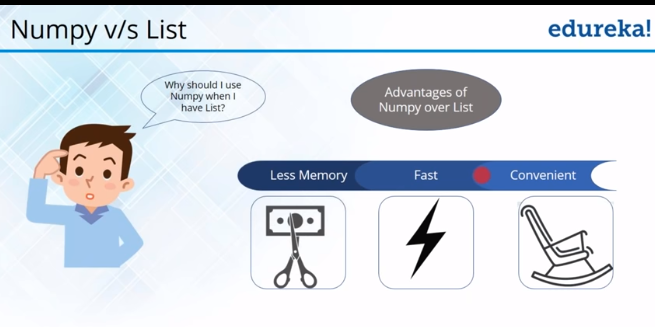 Numpy v/s List
edureka!
Why should I use
Numpy when I
have List?
Advantages of
Numpy over List
Less Memory
Fast
Convenient